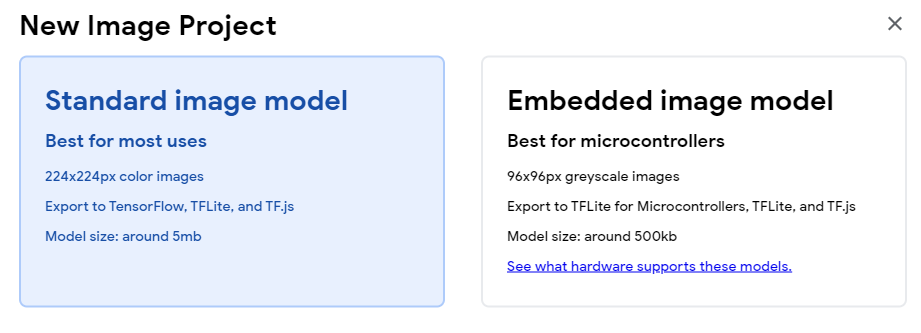 New Image Project
Standard image model
Best for most uses
224x224px color images
Export to TensorFlow, TFLite, and TF.js
Model size: around 5mb
Embedded image model
Best for microcontrollers
96x96px greyscale images
Export to TFLite for Microcontrollers, TFLite, and TF.js
Model size: around 500kb
See what hardware supports these models.